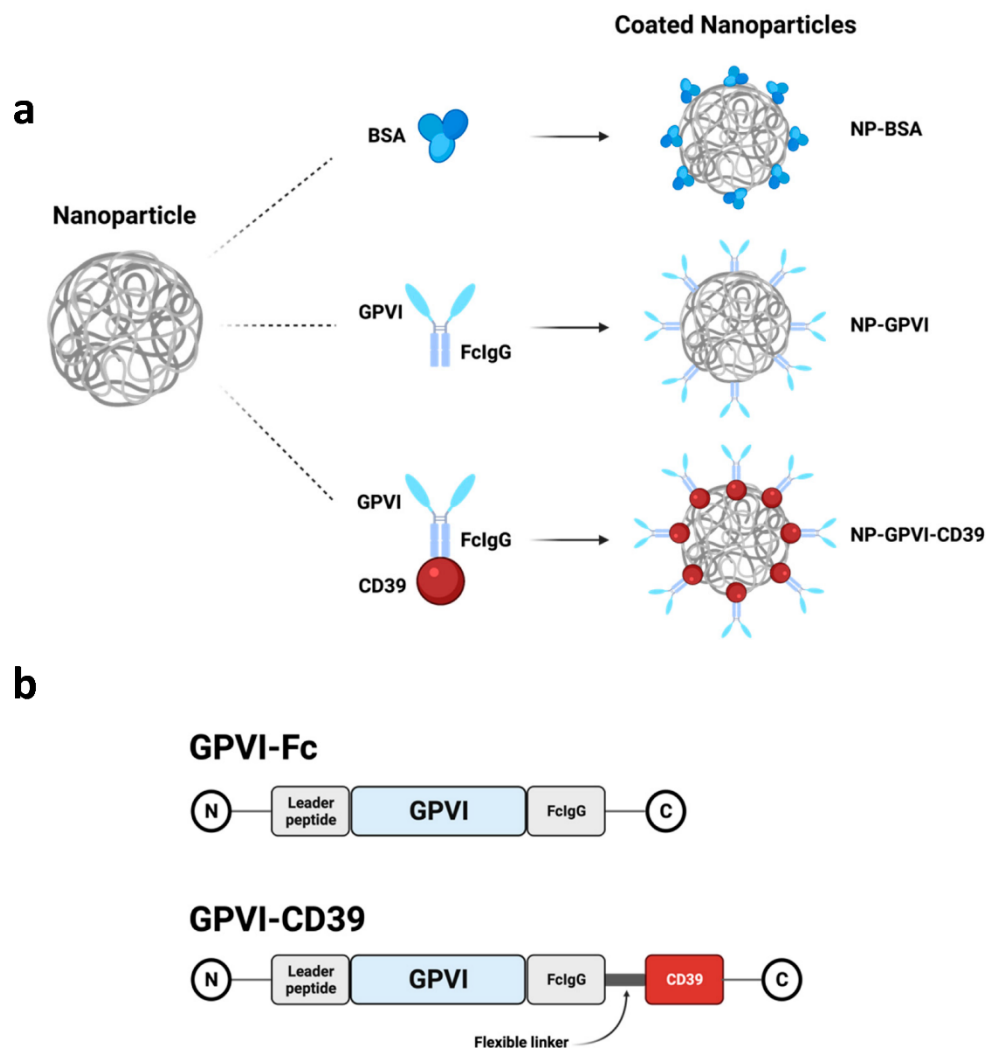 Coated Nanoparticles
a
BSA
NP-BSA
Nanoparticle
GPVI
FcIgG
NP-GPVI
GPVI
FcIgG
CD39
NP-GPVI-CD39
b
GPVI-Fc
N
Leader
peptide
GPVI
FcIgG
C
GPVI-CD39
N
Leader
peptide
GPVI
FcIgG
CD39
C
Flexible linker